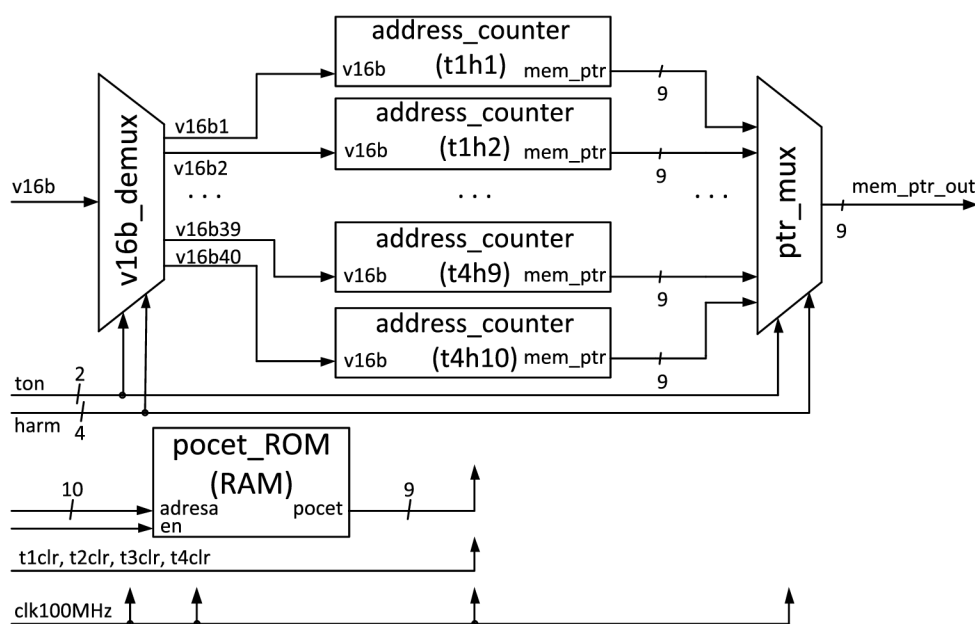 address_counter
(t1h1)
v16b
mem_ptr
9
address_counter
(t1h2)
v16b
mem_ptr
9
v16b_demux
v16b
v16b1
v16b2
. . .
. . .
. . .
v16b39
v16b40
address_counter
(t4h9)
v16b
mem_ptr
9
address_counter
(t4h10)
v16b
mem_ptr
9
ptr_mux
mem_ptr_out
9
ton
2
harm
4
pocet_ROM
(RAM)
10
adresa
pocet
9
en
t1clr, t2clr, t3clr, t4clr
clk100MHz